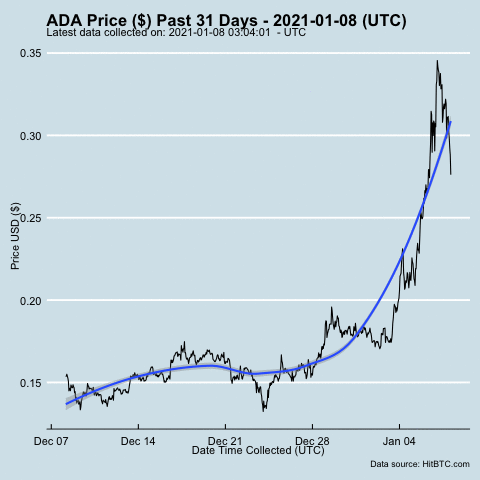 ADA Price ($) Past 31 Days - 2021-01-08 (UTC)
Latest data collected on: 2021-01-08 03:04:01  - UTC
0.35
0.30
0.25
0.20
0.15
Price USD ($)
Dec 07 Dec 14 Dec 21 Dec 28 Jan 04
Date Time Collected (UTC)
Data source: HitBTC.com